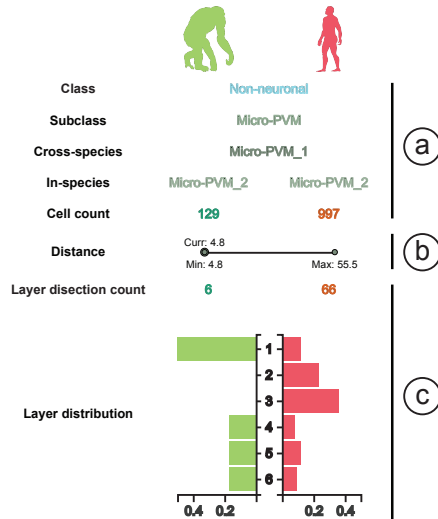 Class Non-neuronal
Subclass Micro-PVM
Cross-species Micro-PVM_1
In-species Micro-PVM_2 Micro-PVM_2
Cell count 129 997
a
Curr: 4.8
Distance
Min: 4.8 Max: 55.5
b
Layer disection count 6 66
1
2
3
Layer distribution 4
5
6
c
0.4 0.2 0.2 0.4